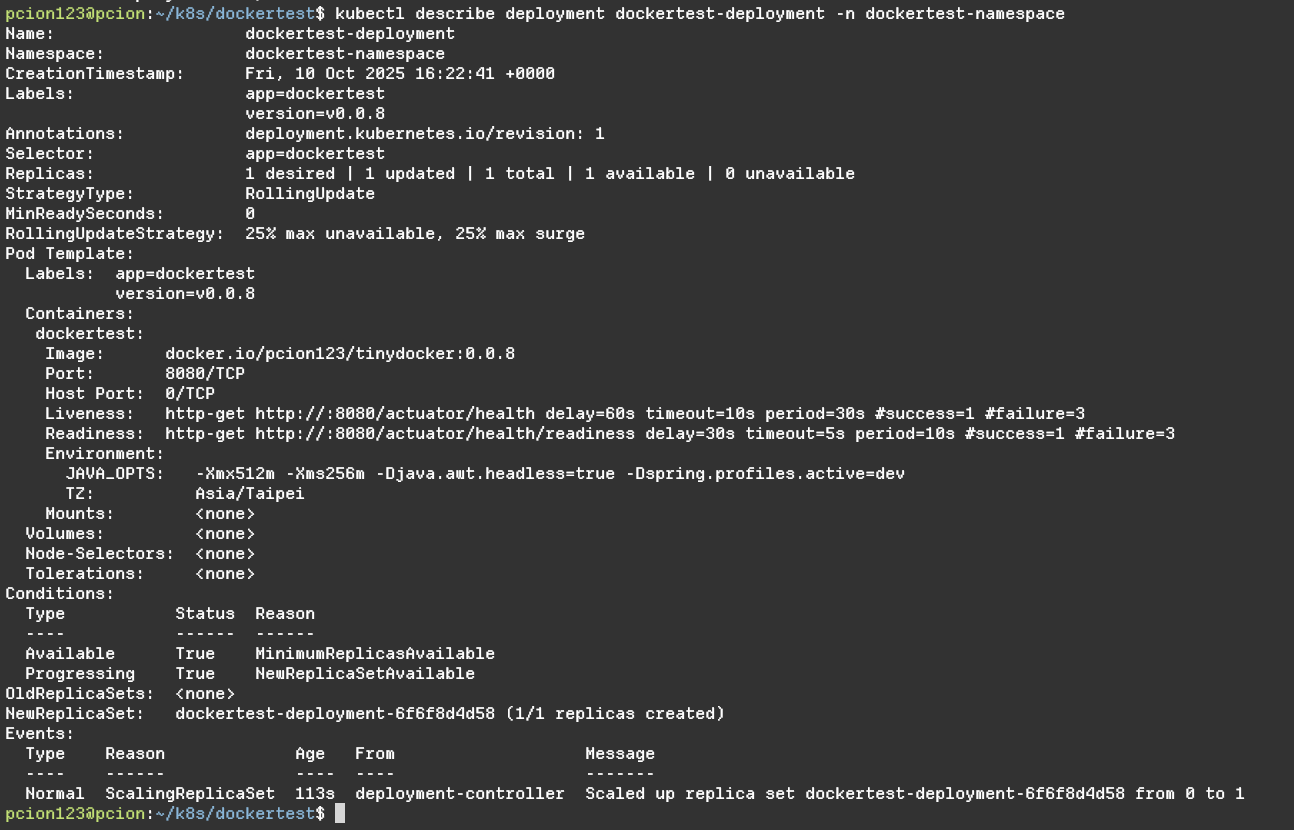 pcion123@pcion:~/k8s/dockertest$ kubectl describe deployment dockertest-deployment -n dockertest-namespace
Name:                   dockertest-deployment
Namespace:              dockertest-namespace
CreationTimestamp:      Fri, 10 Oct 2025 16:22:41 +0000
Labels:                 app=dockertest
                        version=v0.0.8
Annotations:            deployment.kubernetes.io/revision: 1
Selector:               app=dockertest
Replicas:               1 desired | 1 updated | 1 total | 1 available | 0 unavailable
StrategyType:           RollingUpdate
MinReadySeconds:        0
RollingUpdateStrategy:  25% max unavailable, 25% max surge
Pod Template:
  Labels:  app=dockertest
           version=v0.0.8
  Containers:
   dockertest:
    Image:      docker.io/pcion123/tinydocker:0.0.8
    Port:       8080/TCP
    Host Port:  0/TCP
    Liveness:   http-get http://:8080/actuator/health delay=60s timeout=10s period=30s #success=1 #failure=3
    Readiness:  http-get http://:8080/actuator/health/readiness delay=30s timeout=5s period=10s #success=1 #failure=3
    Environment:
      JAVA_OPTS:   -Xmx512m -Xms256m -Djava.awt.headless=true -Dspring.profiles.active=dev
      TZ:          Asia/Taipei
    Mounts:        <none>
  Volumes:         <none>
  Node-Selectors:  <none>
  Tolerations:     <none>
Conditions:
  Type           Status  Reason
  ----           ------  ------
  Available      True    MinimumReplicasAvailable
  Progressing    True    NewReplicaSetAvailable
OldReplicaSets:  <none>
NewReplicaSet:   dockertest-deployment-6f6f8d4d58 (1/1 replicas created)
Events:
  Type    Reason             Age   From                   Message
  ----    ------             ----  ----                   -------
  Normal  ScalingReplicaSet  113s  deployment-controller  Scaled up replica set dockertest-deployment-6f6f8d4d58 from 0 to 1
pcion123@pcion:~/k8s/dockertest$